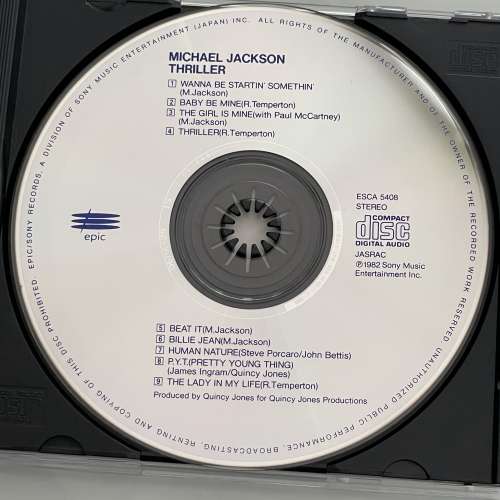 MICHAEL JACKSON
THRILLER
1 WANNA BE STARTIN' SOMETHIN'
(M.Jackson)
2 BABY BE MINE(R.Temperton)
3 THE GIRL IS MINE(with Paul McCartney)
(M.Jackson)
4 THRILLER(R.Temperton)
epic
ESCA 5408
STEREO
COMPACT
disc
DIGITAL AUDIO
JASRAC
Ⓟ1982 Sony Music
Entertainment Inc.
5 BEAT IT(M.Jackson)
6 BILLIE JEAN(M.Jackson)
7 HUMAN NATURE(Steve Porcaro/John Bettis)
8 P.Y.T.(PRETTY YOUNG THING)
(James Ingram/Quincy Jones)
9 THE LADY IN MY LIFE(R.Temperton)
Produced by Quincy Jones for Quincy Jones Productions
EPIC/SONY RECORDS, A DIVISION OF SONY MUSIC ENTERTAINMENT (JAPAN) INC. ALL RIGHTS OF THE MANUFACTURER AND OF THE OWNER OF THE RECORDED WORK RESERVED. UNAUTHORIZED PUBLIC PERFORMANCE, BROADCASTING, RENTING, AND COPYING OF THIS DISC PROHIBITED